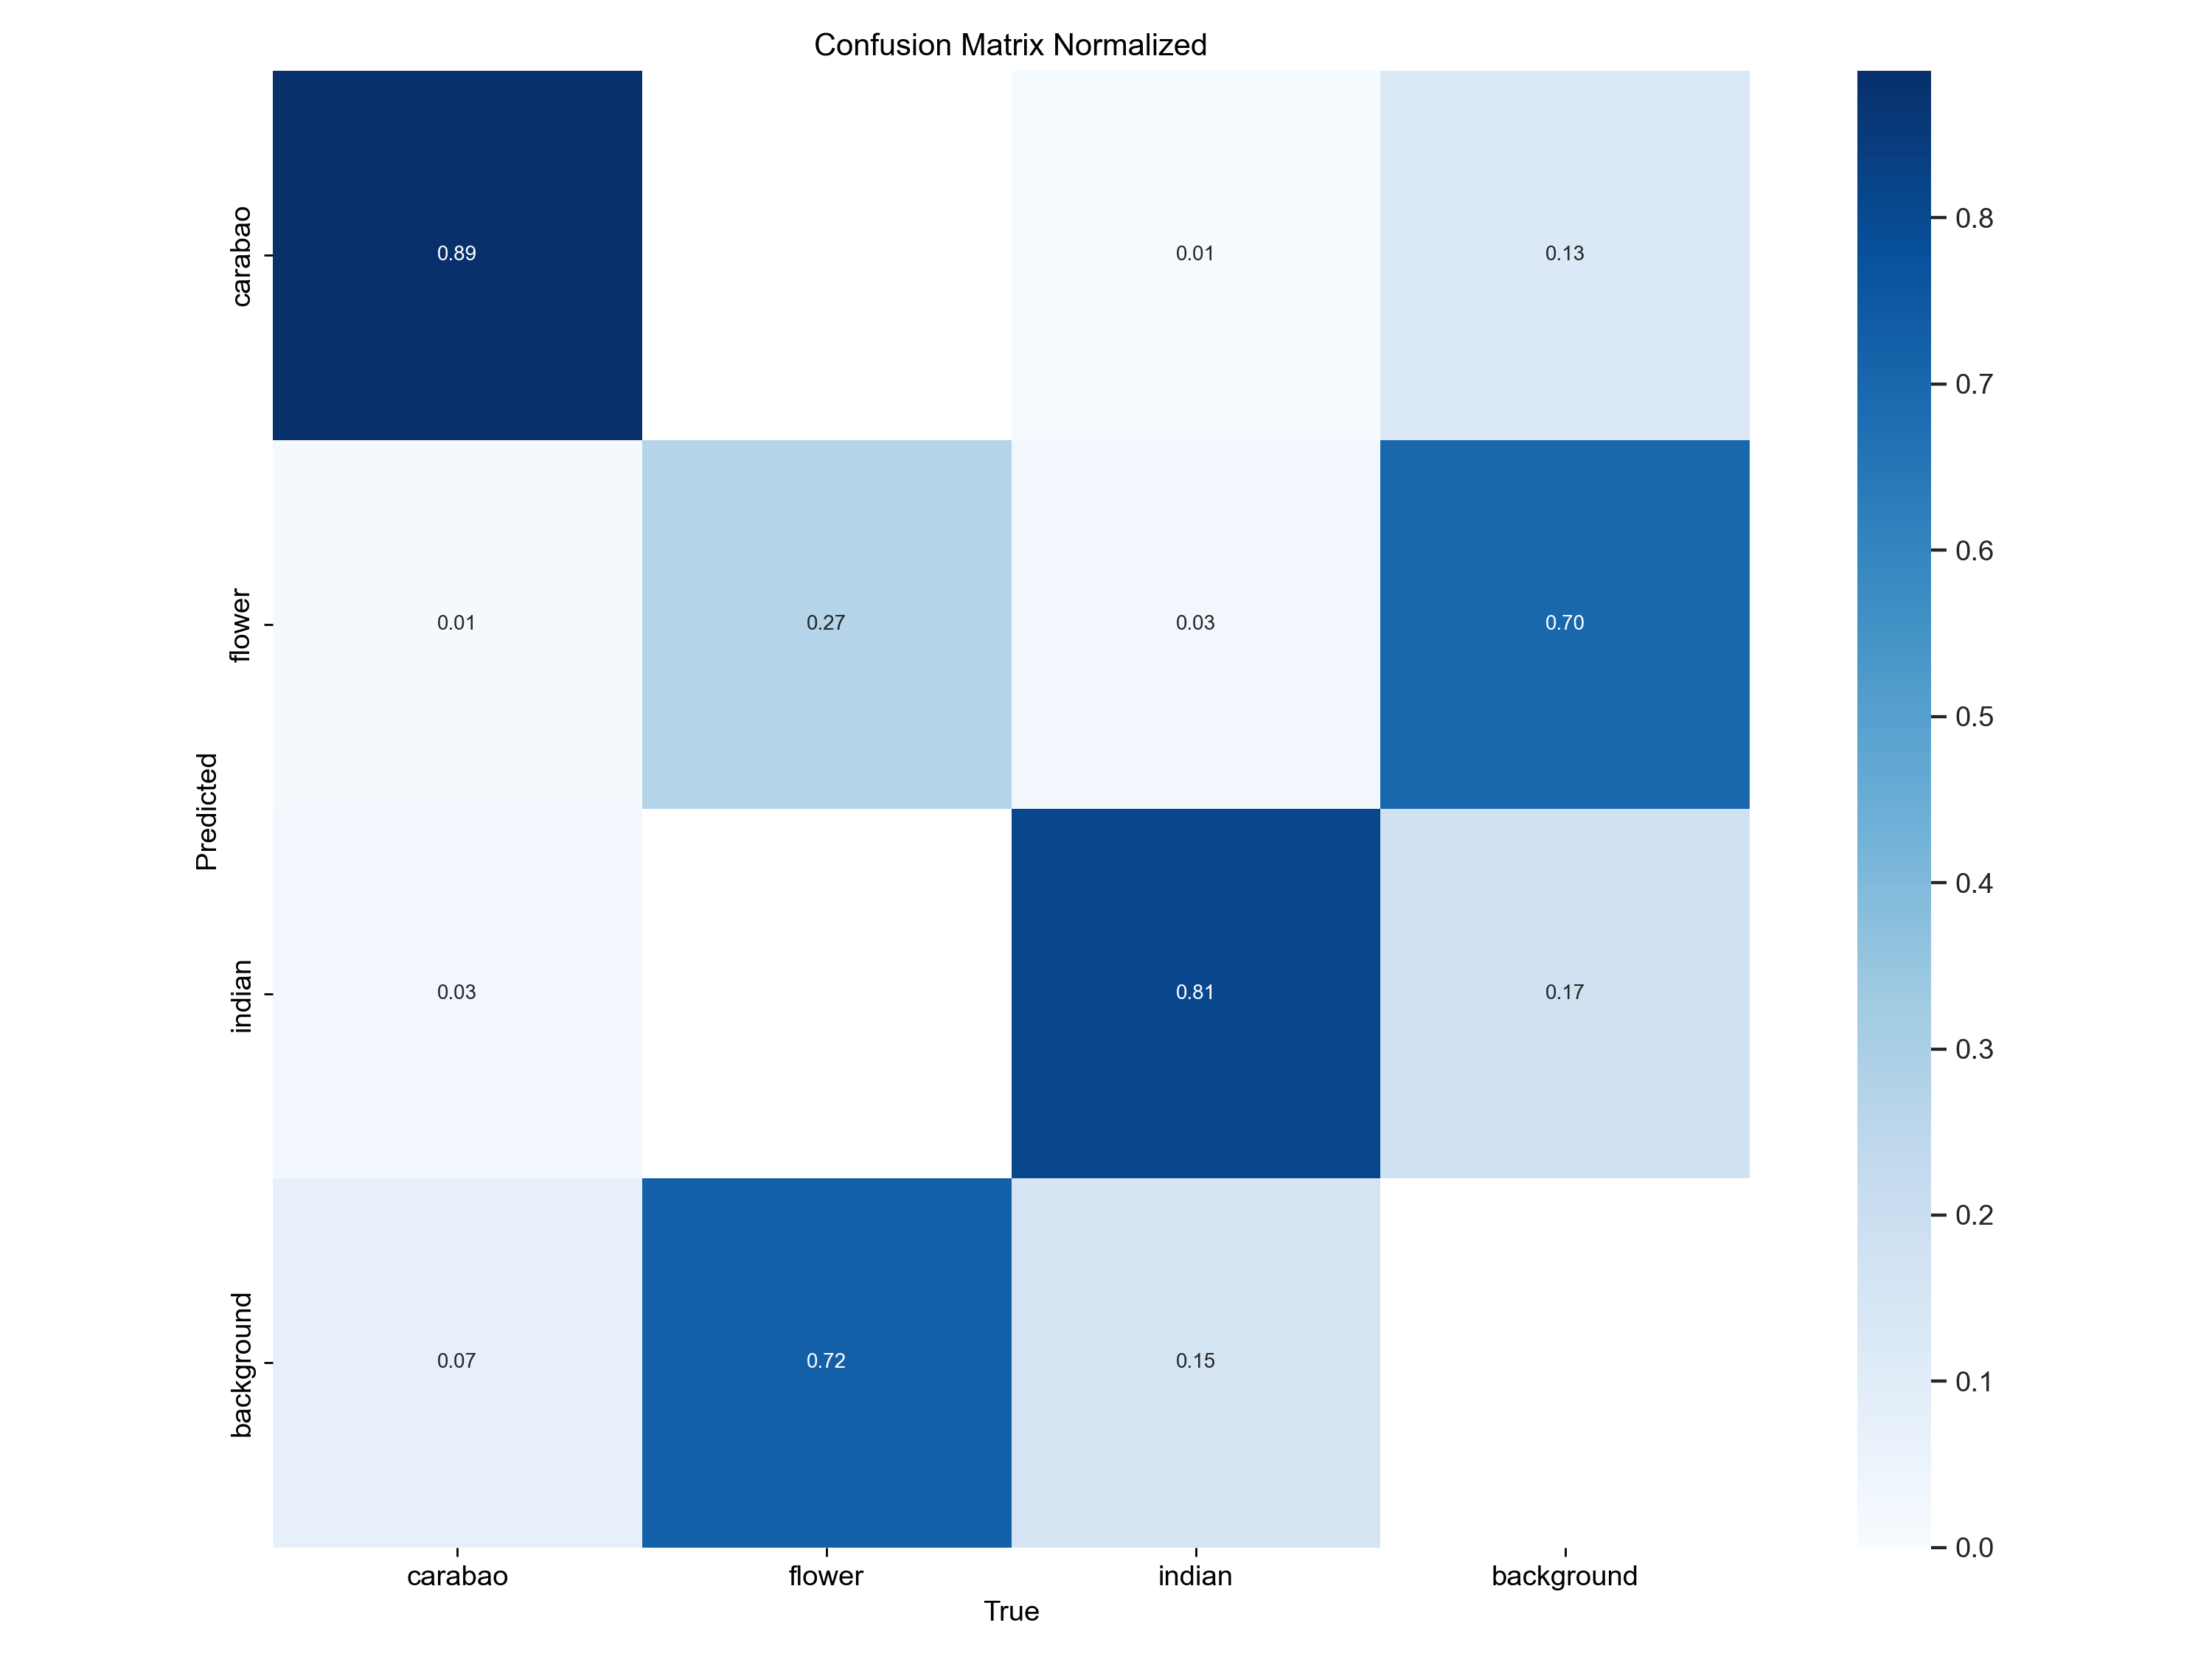 Confusion Matrix Normalized
carabao
0.89
0.01
0.13
flower
0.01
0.27
0.03
0.70
indian
0.03
0.81
0.17
background
0.07
0.72
0.15
Predicted
carabao
flower
indian
background
True
0.8
0.7
0.6
0.5
0.4
0.3
0.2
0.1
0.0